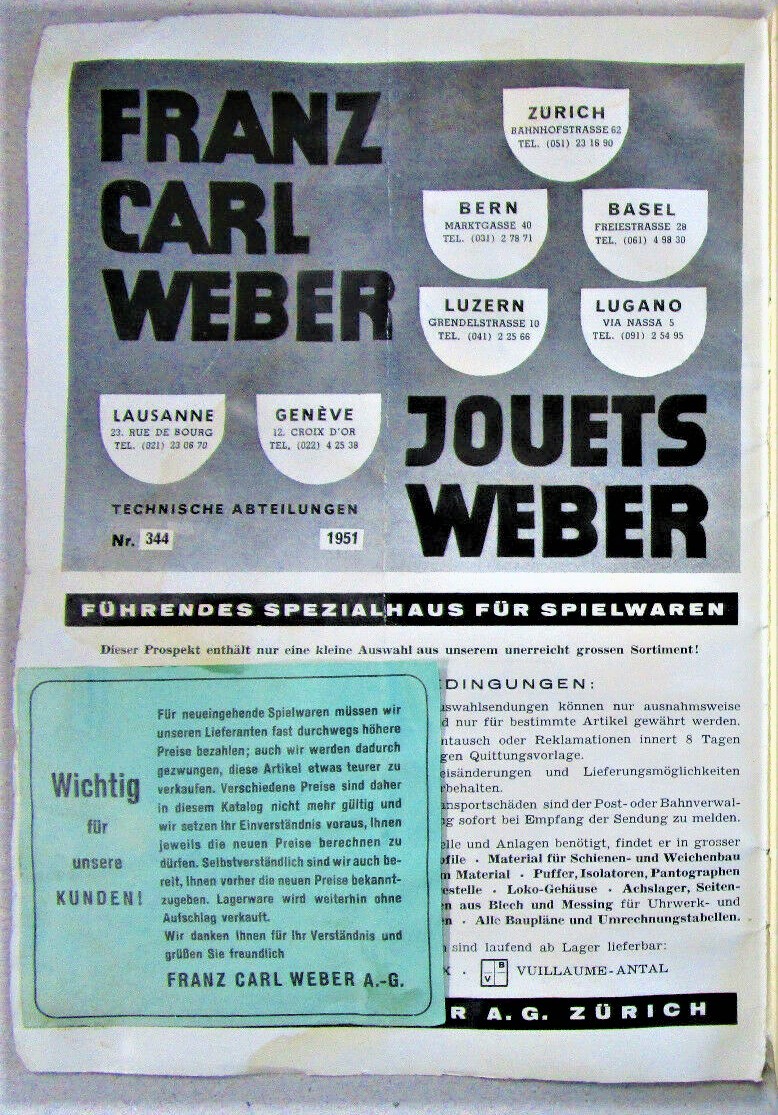 FRANZ
CARL
WEBER
ZÜRICH
BAHNHOFSTRASSE 62
TEL. (051) 23 16 90
BERN
MARKTGASSE 40
TEL. (031) 2 78 71
BASEL
FREIESTRASSE 28
TEL. (061) 4 98 30
LUZERN
GRENDELSTRASSE 10
TEL. (041) 2 25 66
LUGANO
VIA NASSA 5
TEL. (091) 2 54 95
LAUSANNE
23, RUE DE BOURG
TEL. (021) 23 06 70
GENÈVE
12, CROIX D'OR
TEL. (022) 4 25 38
JOUETS
WEBER
TECHNISCHE ABTEILUNGEN
Nr. 344 1951
FÜHRENDES SPEZIALHAUS FÜR SPIELWAREN
Dieser Prospekt enthält nur eine kleine Auswahl aus unserem unerreicht grossen Sortiment!
DINGUNGEN:
swahlsendungen können nur ausnahmsweise
d nur für bestimmte Artikel gewährt werden.
ntausch oder Reklamationen innert 8 Tagen
gen Quittungsvorlage.
eisänderungen und Lieferungsmöglichkeiten
rbehalten.
ansportschäden sind der Post- oder Bahnverwal-
g sofort bei Empfang der Sendung zu melden.
elle und Anlagen benötigt, findet er in grosser
ofile · Material für Schienen- und Weichenbau
m Material · Puffer, Isolatoren, Pantographen
estelle · Loko-Gehäuse · Achslager, Seiten-
n aus Blech und Messing für Uhrwerk- und
n · Alle Baupläne und Umrechnungstabellen.
sind laufend ab Lager lieferbar:
· B V VUILLAUME-ANTAL
R A.G. ZÜRICH
Wichtig
für
unsere
KUNDEN!
Für neueingehende Spielwaren müssen wir
unseren Lieferanten fast durchwegs höhere
Preise bezahlen; auch wir werden dadurch
gezwungen, diese Artikel etwas teurer zu
verkaufen. Verschiedene Preise sind daher
in diesem Katalog nicht mehr gültig und
wir setzen Ihr Einverständnis voraus, Ihnen
jeweils die neuen Preise berechnen zu
dürfen. Selbstverständlich sind wir auch be-
reit, Ihnen vorher die neuen Preise bekannt-
zugeben. Lagerware wird weiterhin ohne
Aufschlag verkauft.
Wir danken Ihnen für Ihr Verständnis und
grüßen Sie freundlich
FRANZ CARL WEBER A.-G.